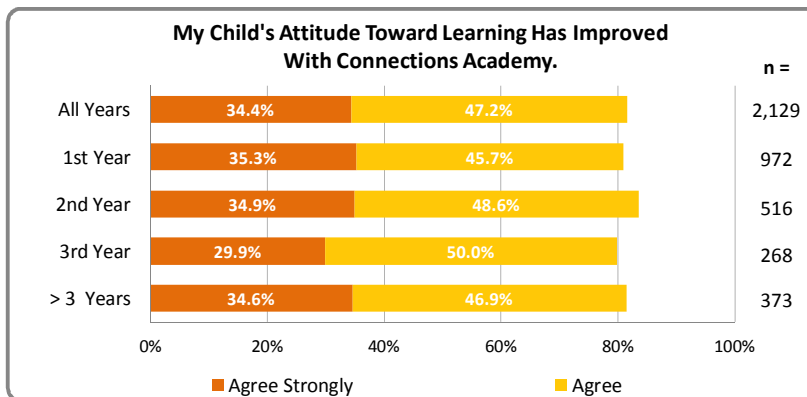 My Child's Attitude Toward Learning Has Improved
With Connections Academy.
n =
All Years 34.4% 47.2% 2,129
1st Year 35.3% 45.7% 972
2nd Year 34.9% 48.6% 516
3rd Year 29.9% 50.0% 268
> 3 Years 34.6% 46.9% 373
0% 20% 40% 60% 80% 100%
Agree Strongly Agree